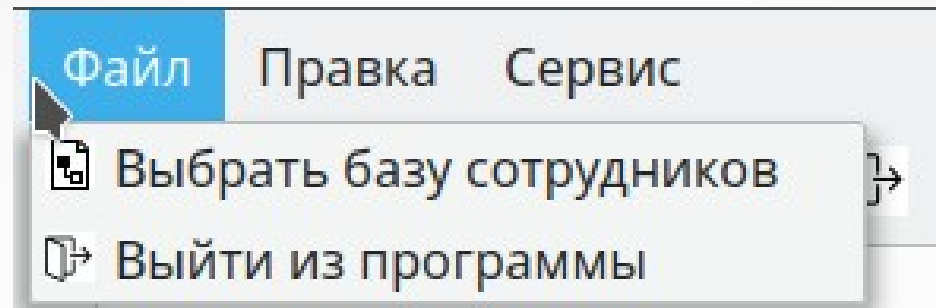 Файл Правка Сервис
Выбрать базу сотрудников
Выйти из программы